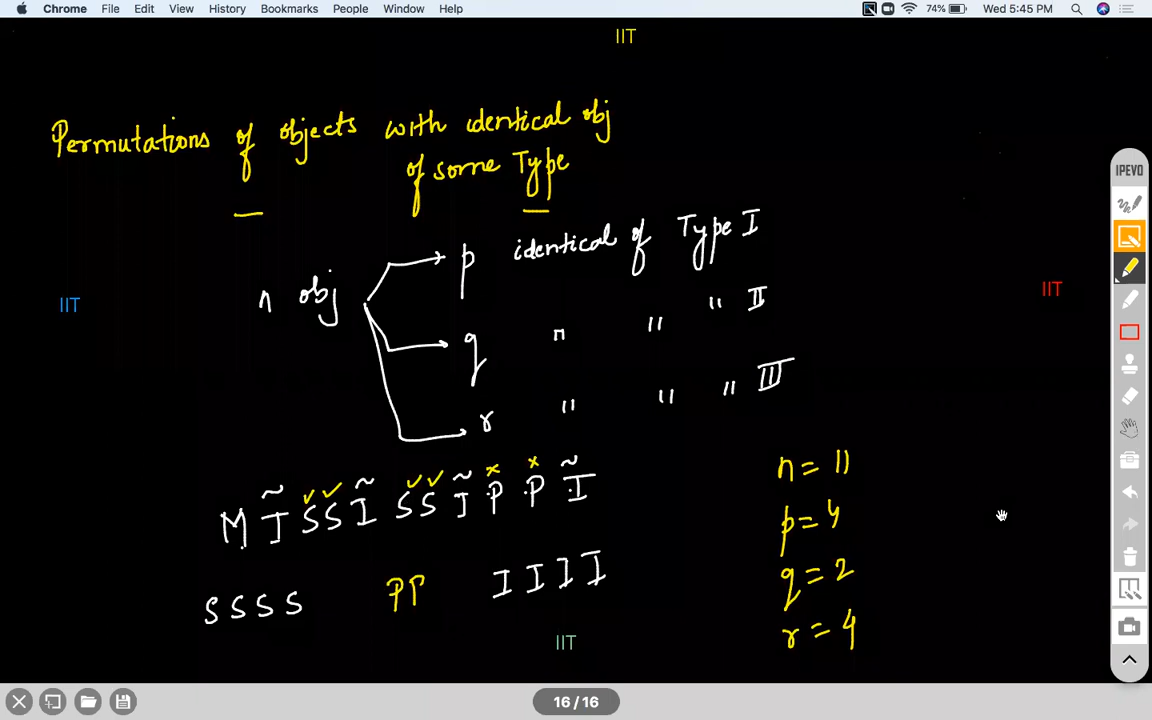 Chrome File Edit View History Bookmarks People Window Help 74% Wed 5:45 PM
IIT
Permutations of objects with identical obj
of some Type
IPEVO
p identical of Type I
n obj
IIT
IIT
q " " " II
r " " " III
M I S S I S S I P P I
n = 11
p = 4
S S S S PP I I I I
q = 2
r = 4
IIT
16 / 16